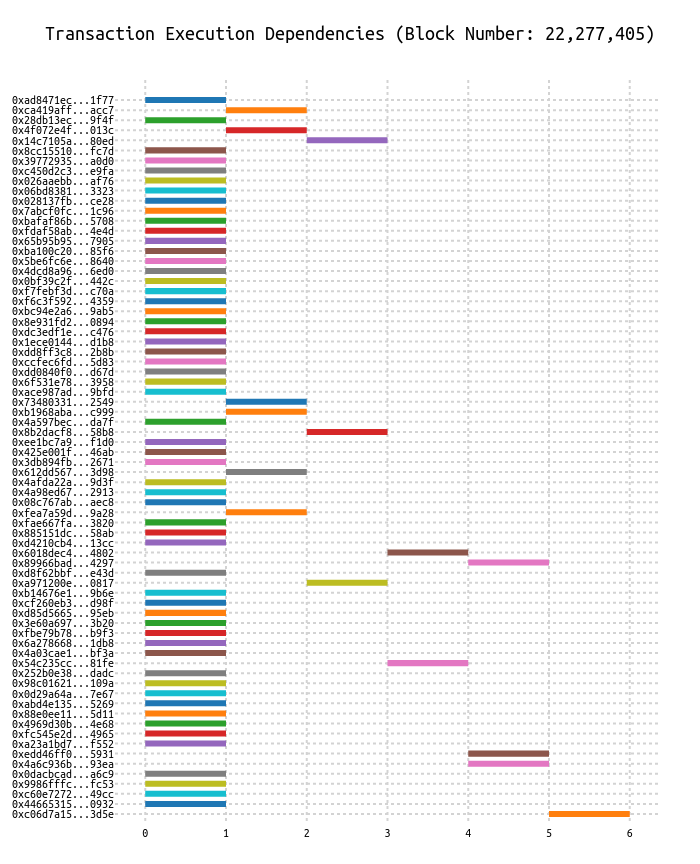 Transaction Execution Dependencies (Block Number: 22,277,405)
0xad8471ec...1f77
0xca419aff...acc7
0x28db13ec...9f4f
0x4f072e4f...013c
0x14c7105a...80ed
0x8cc15510...fc7d
0x39772935...a0d0
0xc450d2c3...e9fa
0x026aaebb...af76
0x06bd8381...3323
0x028137fb...ce28
0x7abcf0fc...1c96
0xbafaf86b...5708
0xfdaf58ab...4e4d
0x65b95b95...7905
0xba100c20...85f6
0x5be6fc6e...8640
0x4dcd8a96...6ed0
0x0bf39c2f...442c
0xf7febf3d...c70a
0xf6c3f592...4359
0xbc94e2a6...9ab5
0x8e931fd2...0894
0xdc3edf1e...c476
0x1ece0144...d1b8
0xdd8ff3c8...2b8b
0xccfec6fd...5d83
0xdd0840f0...d67d
0x6f531e78...3958
0xace987ad...9bfd
0x73480331...2549
0xb1968aba...c999
0x4a597bec...da7f
0x8b2dacf8...58b8
0xee1bc7a9...f1d0
0x425e001f...46ab
0x3db894fb...2671
0x612dd567...3d98
0x4afda22a...9d3f
0x4a98ed67...2913
0x08c767ab...aec8
0xfea7a59d...9a28
0xfae667fa...3820
0x885151dc...58ab
0xd4210cb4...13cc
0x6018dec4...4802
0x89966bad...4297
0xd8f62bbf...e43d
0xa971200e...0817
0xb14676e1...9b6e
0xcf260eb3...d98f
0xd85d5665...95eb
0x3e60a697...3b20
0xfbe79b78...b9f3
0x6a278668...1db8
0x4a03cae1...bf3a
0x54c235cc...81fe
0x252b0e38...dadc
0x98c01621...109a
0x0d29a64a...7e67
0xabd4e135...5269
0x88e0ee11...5d11
0x4969d30b...4e68
0xfc545e2d...4965
0xa23a1bd7...f552
0xedd46ff0...5931
0x4a6c936b...93ea
0x0dacbcad...a6c9
0x9986fffc...fc53
0xc60e7272...49cc
0x44665315...0932
0xc06d7a15...3d5e
0 1 2 3 4 5 6